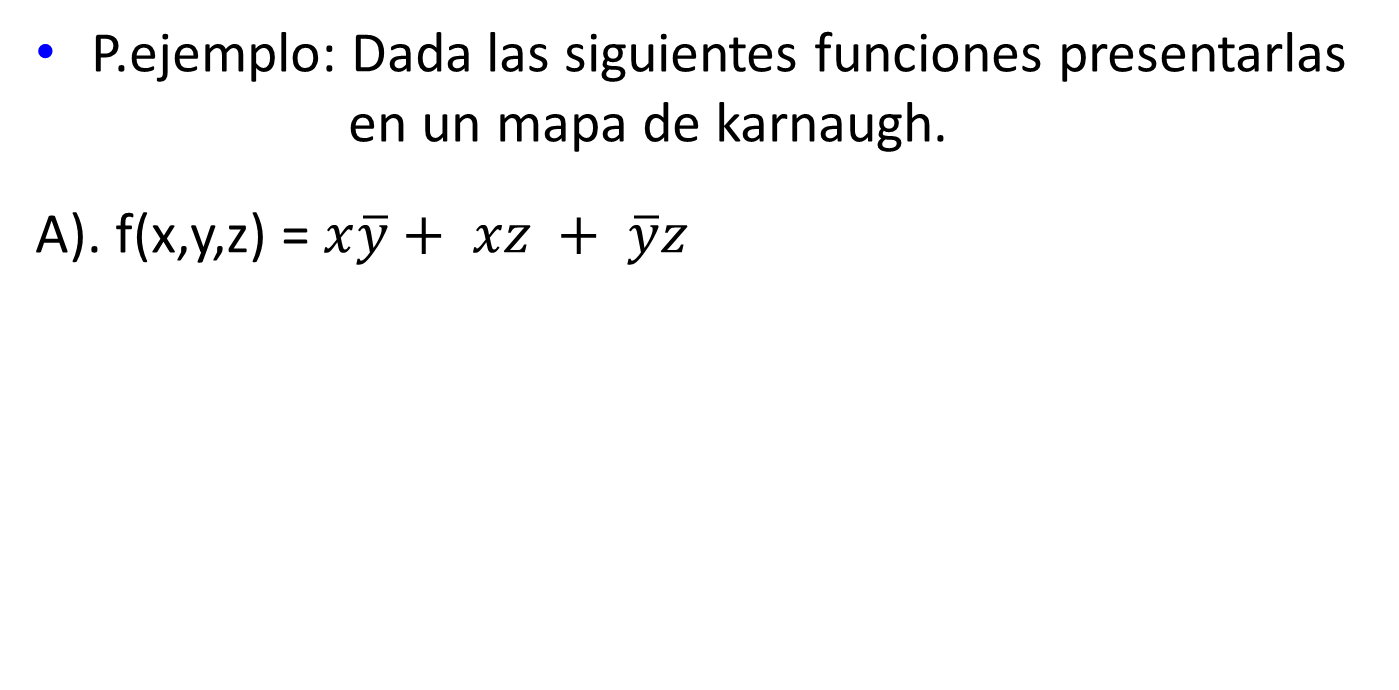 • P.ejemplo: Dada las siguientes funciones presentarlas
en un mapa de karnaugh.
A). f(x,y,z) = xȳ + xz + ȳz